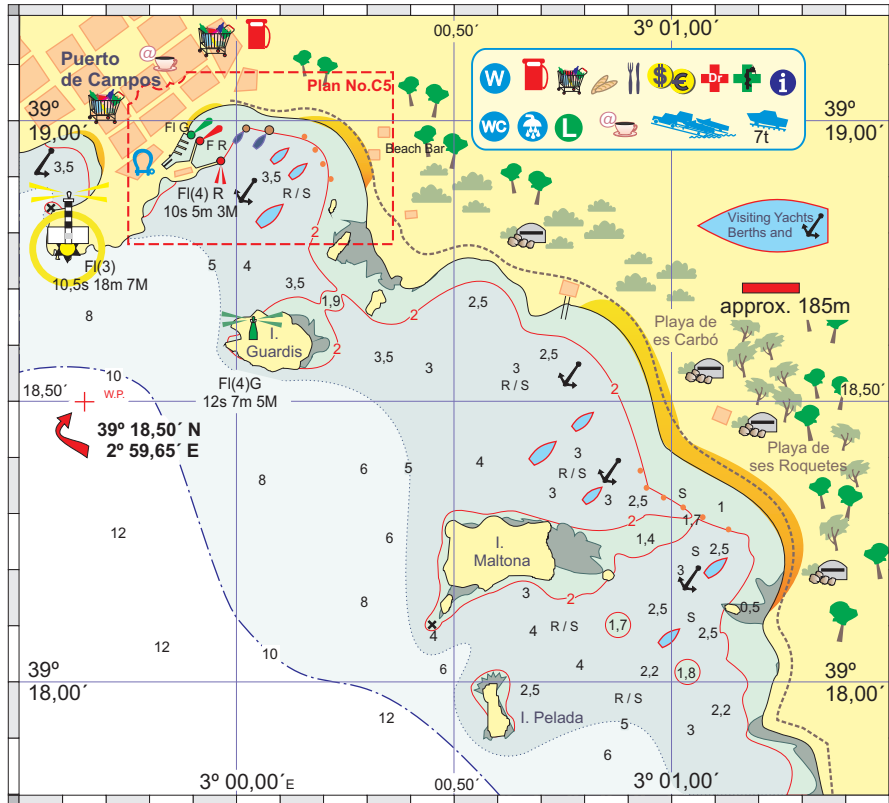 00,50´
3º 01,00´
Puerto
de Campos
@
Plan No.C5
W
$
€
Dr
i
WC
L
@
7t
39º
19,00´
39º
19,00´
Fl G
F R
Beach Bar
3,5
3,5
R / S
Fl(4) R
10s 5m 3M
2
Visiting Yachts
Berths and
Fl(3)
10,5s 18m 7M
5
4
3,5
1,9
2
2,5
approx. 185m
8
I.
Guardis
2
3,5
3
3
2,5
R / S
Playa de
es Carbó
10
Fl(4)G
12s 7m 5M
2
18,50´
W.P.
18,50´
39º 18,50´ N
2º 59,65´ E
Playa de
ses Roquetes
8
6
5
4
3
R / S
3
3
2,5
S
1
1,7
2
12
6
I.
Maltona
1,4
S
2,5
3
8
3
2
2,5
0,5
4
4
R / S
1,7
S
2,5
12
10
6
4
2,2
1,8
39º
18,00´
39º
18,00´
2,5
R / S
I. Pelada
5
2,2
3
12
6
3º 00,00´E
00,50´
3º 01,00´